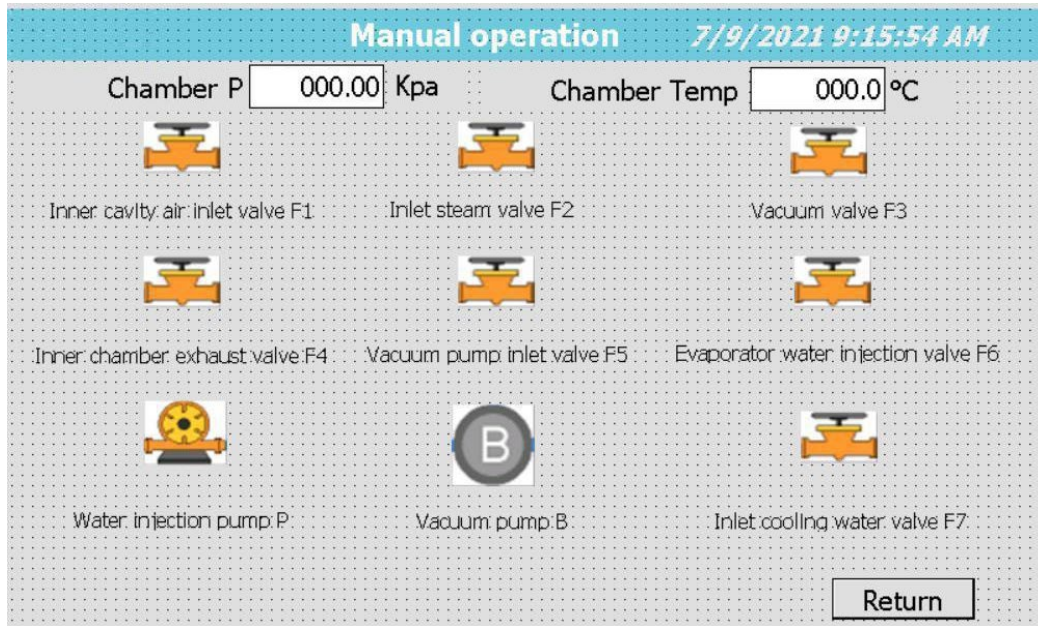 Manual operation 7/9/2021 9:15:54 AM
Chamber P 000.00 Kpa Chamber Temp 000.0 ºC
Inner cavity air inlet valve F1 Inlet steam valve F2 Vacuum valve F3
Inner chamber exhaust valve F4 Vacuum pump inlet valve F5 Evaporator water injection valve F6
B
Water injection pump P Vacuum pump B Inlet cooling water valve F7
Return